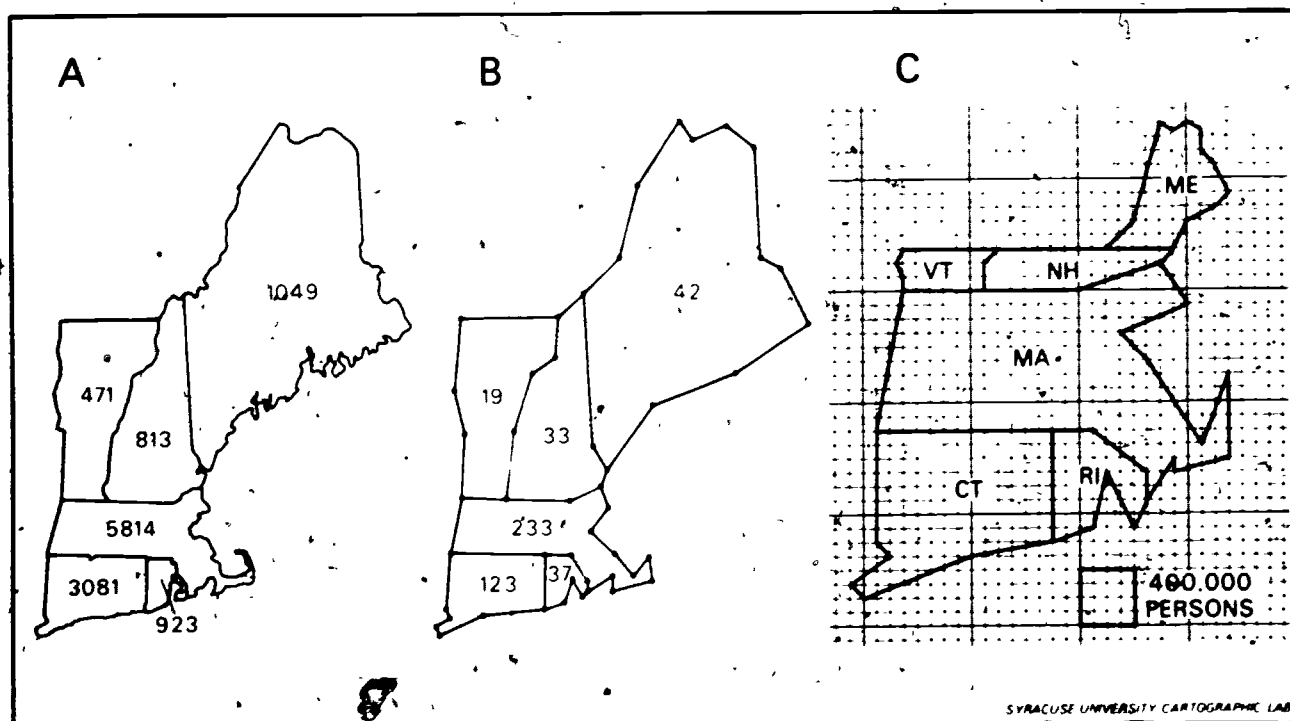 A
1049
471
813
5814
3081
923
B
42
19
33
233
123
37
C
ME
VT
NH
MA
CT
RI
400,000
PERSONS
SYRACUSE UNIVERSITY CARTOGRAPHIC LAB